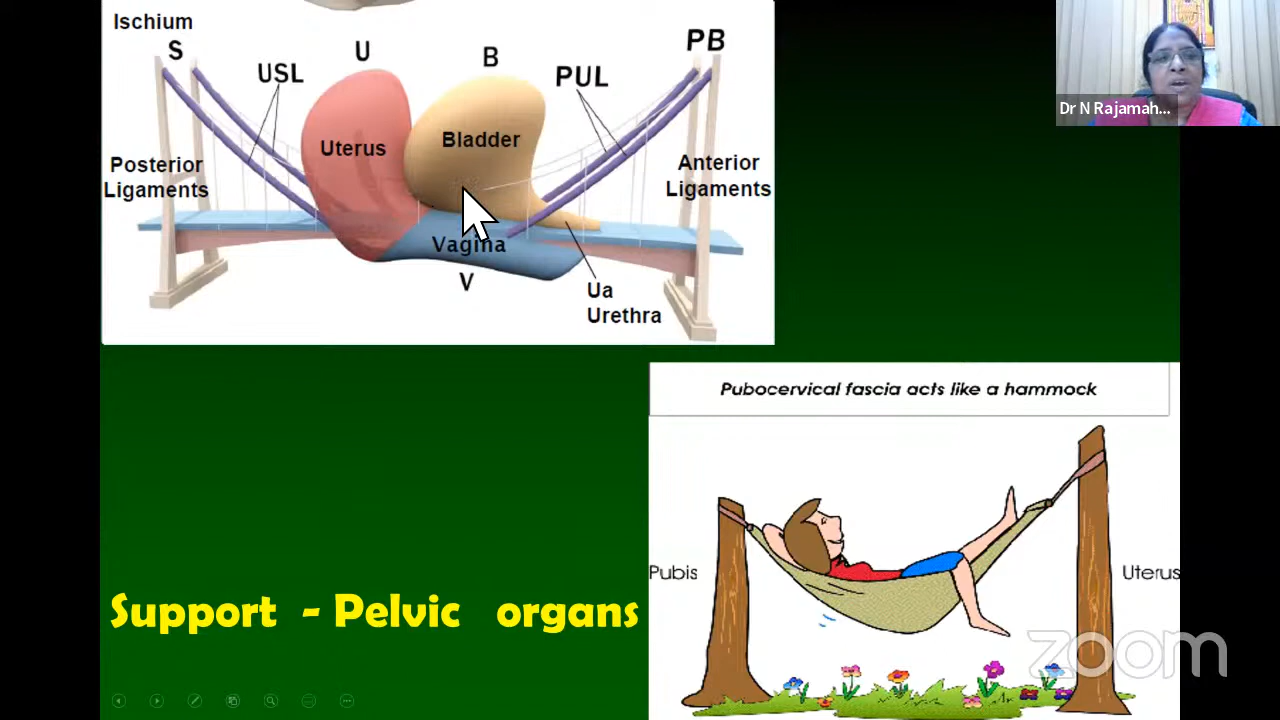 Ischium
S
U
B
PB
USL
PUL
Uterus
Bladder
Posterior
Ligaments
Anterior
Ligaments
Vagina
V
Ua
Urethra
Dr N Rajamah...
Pubocervical fascia acts like a hammock
Pubis
Uterus
Support - Pelvic organs
zoom